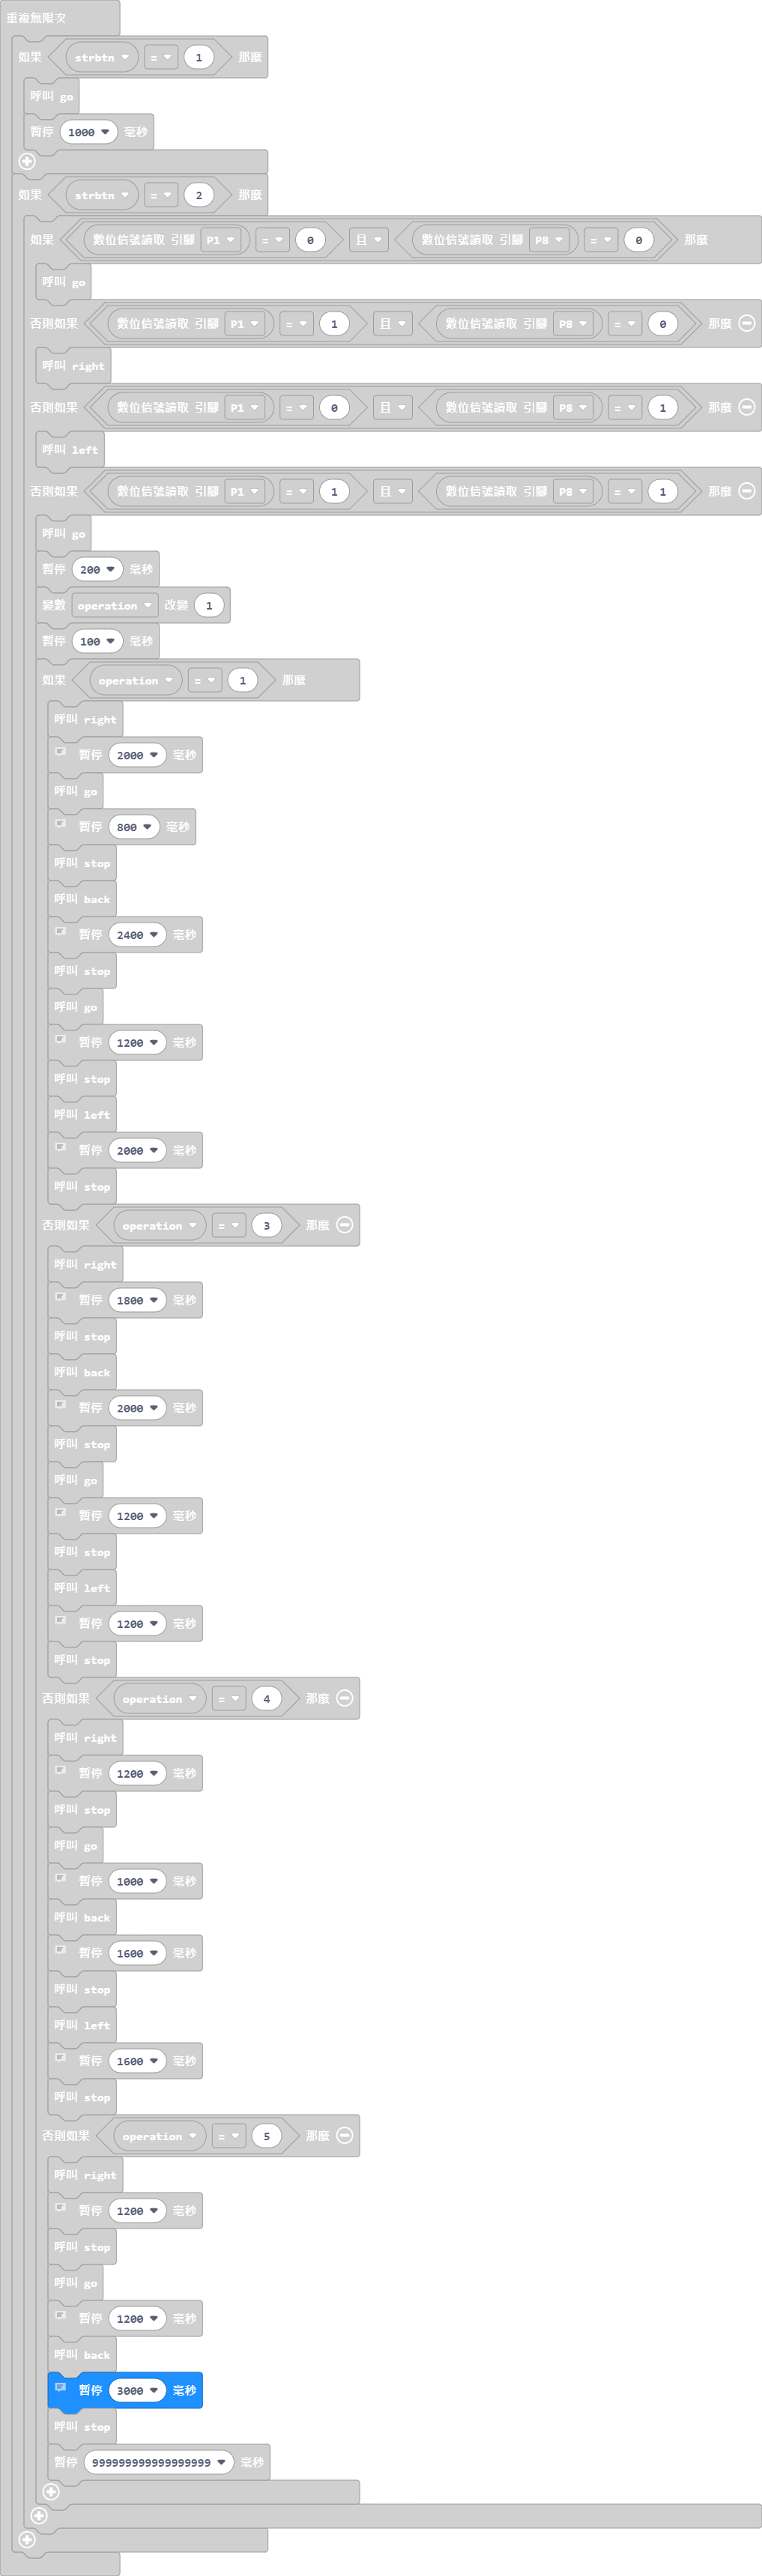 重複無限次
如果 strbtn = 1 那麼
呼叫 go
暫停 1000 毫秒
如果 strbtn = 2 那麼
如果 數位信號讀取 引腳 P1 = 0 且 數位信號讀取 引腳 P8 = 0 那麼
呼叫 go
否則如果 數位信號讀取 引腳 P1 = 1 且 數位信號讀取 引腳 P8 = 0 那麼
呼叫 right
否則如果 數位信號讀取 引腳 P1 = 0 且 數位信號讀取 引腳 P8 = 1 那麼
呼叫 left
否則如果 數位信號讀取 引腳 P1 = 1 且 數位信號讀取 引腳 P8 = 1 那麼
呼叫 go
暫停 200 毫秒
變數 operation 改變 1
暫停 100 毫秒
如果 operation = 1 那麼
呼叫 right
暫停 2000 毫秒
呼叫 go
暫停 800 毫秒
呼叫 stop
呼叫 back
暫停 2400 毫秒
呼叫 stop
呼叫 go
暫停 1200 毫秒
呼叫 stop
呼叫 left
暫停 2000 毫秒
呼叫 stop
否則如果 operation = 3 那麼
呼叫 right
暫停 1800 毫秒
呼叫 stop
呼叫 back
暫停 2000 毫秒
呼叫 stop
呼叫 go
暫停 1200 毫秒
呼叫 stop
呼叫 left
暫停 1200 毫秒
呼叫 stop
否則如果 operation = 4 那麼
呼叫 right
暫停 1200 毫秒
呼叫 stop
呼叫 go
暫停 1000 毫秒
呼叫 back
暫停 1600 毫秒
呼叫 stop
呼叫 left
暫停 1600 毫秒
呼叫 stop
否則如果 operation = 5 那麼
呼叫 right
暫停 1200 毫秒
呼叫 stop
呼叫 go
暫停 1200 毫秒
呼叫 back
暫停 3000 毫秒
呼叫 stop
暫停 999999999999999999 毫秒